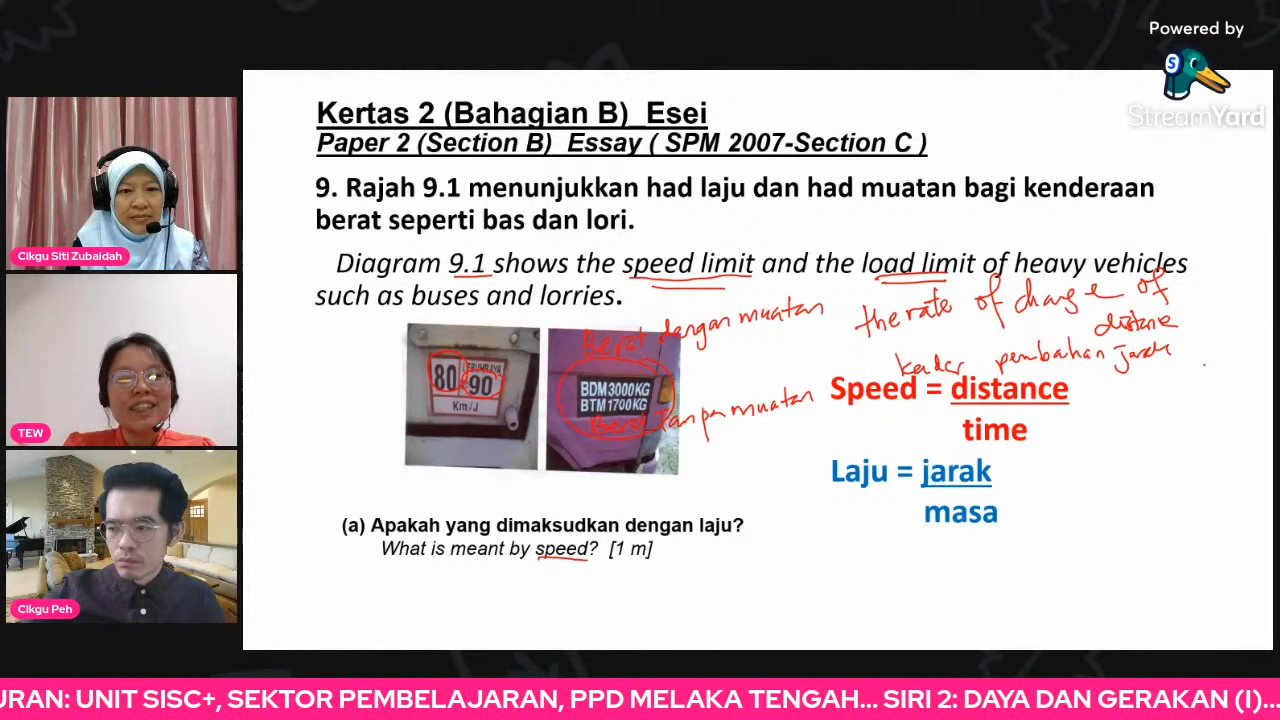 Powered by
StreamYard
Kertas 2 (Bahagian B)_Esei
Paper 2 (Section B)_Essay ( SPM 2007-Section C )
9. Rajah 9.1 menunjukkan had laju dan had muatan bagi kenderaan
berat seperti bas dan lori.
Diagram 9.1 shows the speed limit and the load limit of heavy vehicles
such as buses and lorries.
Berat dengan muatan
the rate of change of
distance
kadar perubahan jarak
80
LEBUHRAYA
90
Km/J
BDM 3000KG
BTM 1700KG
Berat Tanpa muatan
Speed = distance
time
Laju = jarak
masa
(a) Apakah yang dimaksudkan dengan laju?
What is meant by speed? [1 m]
Cikgu Siti Zubaidah
TEW
Cikgu Peh
URAN: UNIT SISC+, SEKTOR PEMBELAJARAN, PPD MELAKA TENGAH... SIRI 2: DAYA DAN GERAKAN (I)...